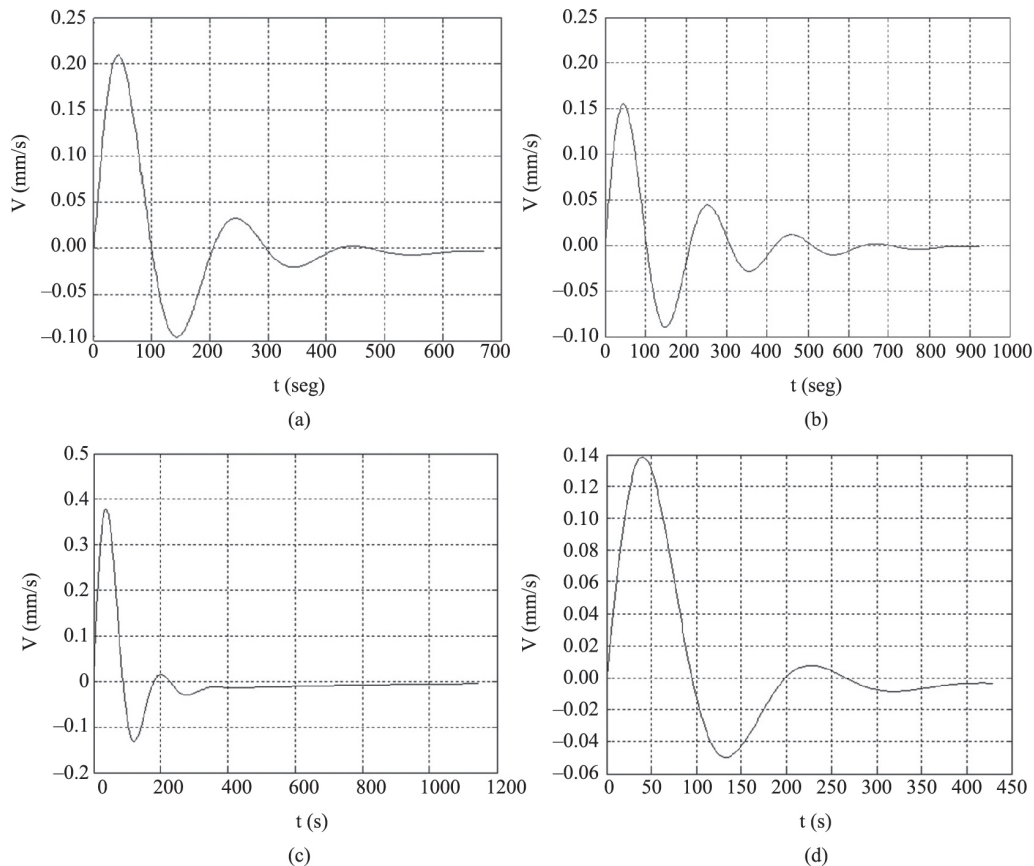 0.25
0.20
0.15
0.10
0.05
0.00
–0.05
–0.10
V (mm/s)
0 100 200 300 400 500 600 700
t (seg)
(a)
0.25
0.20
0.15
0.10
0.05
0.00
–0.05
–0.10
V (mm/s)
0 100 200 300 400 500 600 700 800 900 1000
t (seg)
(b)
0.5
0.4
0.3
0.2
0.1
0
–0.1
–0.2
V (mm/s)
0 200 400 600 800 1000 1200
t (s)
(c)
0.14
0.12
0.10
0.08
0.06
0.04
0.02
0.00
–0.02
–0.04
–0.06
V (mm/s)
0 50 100 150 200 250 300 350 400 450
t (s)
(d)